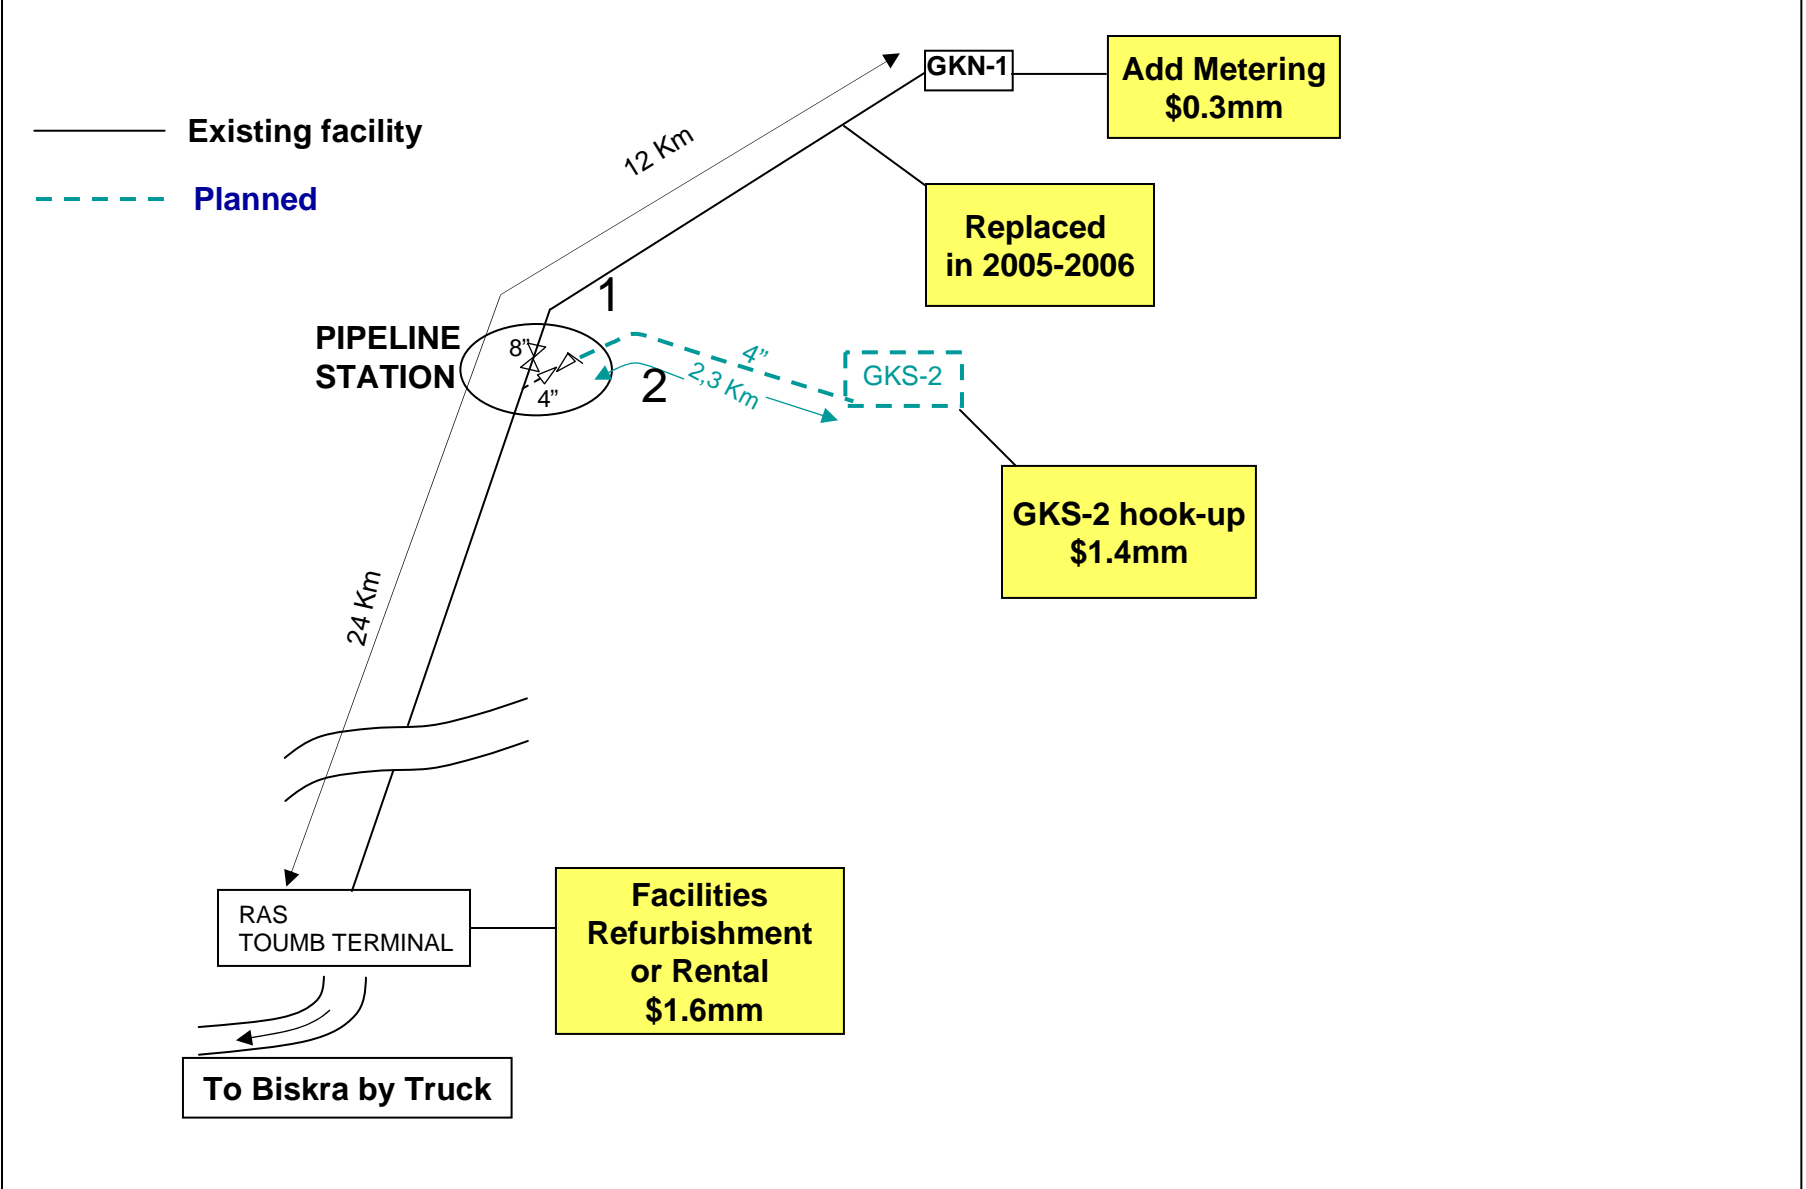 GKN-1
Add Metering
$0.3mm
Existing facility
12 Km
Planned
Replaced
in 2005-2006
1
PIPELINE
STATION
8”
4”
2
4”
2,3 Km
GKS-2
GKS-2 hook-up
$1.4mm
24 Km
RAS
TOUMB TERMINAL
Facilities
Refurbishment
or Rental
$1.6mm
To Biskra by Truck